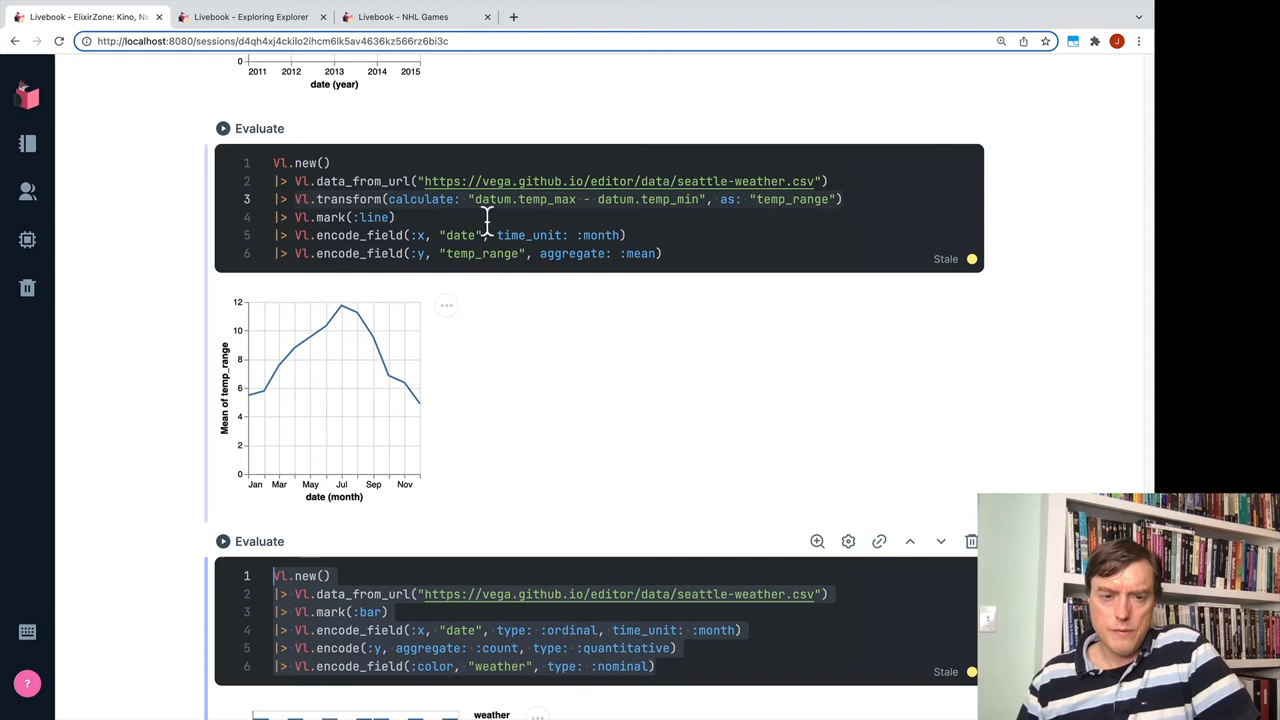 Livebook - ElixirZone: Kino, Nx
Livebook - Exploring Explorer
Livebook - NHL Games
http://localhost:8080/sessions/d4qh4xj4ckilo2ihcm6lk5av4636kz566rz6bi3c
J
0
2011 2012 2013 2014 2015
date (year)
Evaluate
1 Vl.new()
2 |> Vl.data_from_url("https://vega.github.io/editor/data/seattle-weather.csv")
3 |> Vl.transform(calculate: "datum.temp_max - datum.temp_min", as: "temp_range")
4 |> Vl.mark(:line)
5 |> Vl.encode_field(:x, "date", time_unit: :month)
6 |> Vl.encode_field(:y, "temp_range", aggregate: :mean)
Stale
12
10
8
6
4
2
0
Mean of temp_range
Jan Mar May Jul Sep Nov
date (month)
Evaluate
1 Vl.new()
2 |> Vl.data_from_url("https://vega.github.io/editor/data/seattle-weather.csv")
3 |> Vl.mark(:bar)
4 |> Vl.encode_field(:x, "date", type: :ordinal, time_unit: :month)
5 |> Vl.encode(:y, aggregate: :count, type: :quantitative)
6 |> Vl.encode_field(:color, "weather", type: :nominal)
Stale
weather
?